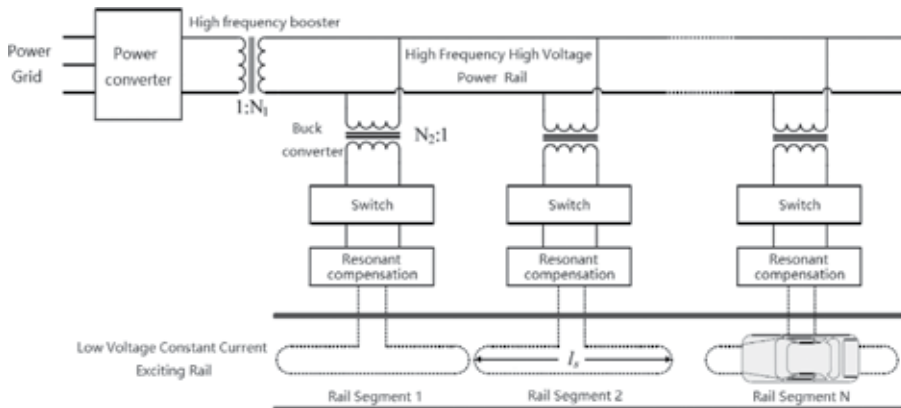 High frequency booster
Power
Grid
Power
converter
1:N₁
High Frequency High Voltage
Power Rail
Buck
converter
N₂:1
Switch
Switch
Switch
Resonant
compensation
Resonant
compensation
Resonant
compensation
Low Voltage Constant Current
Exciting Rail
lₛ
Rail Segment 1
Rail Segment 2
Rail Segment N